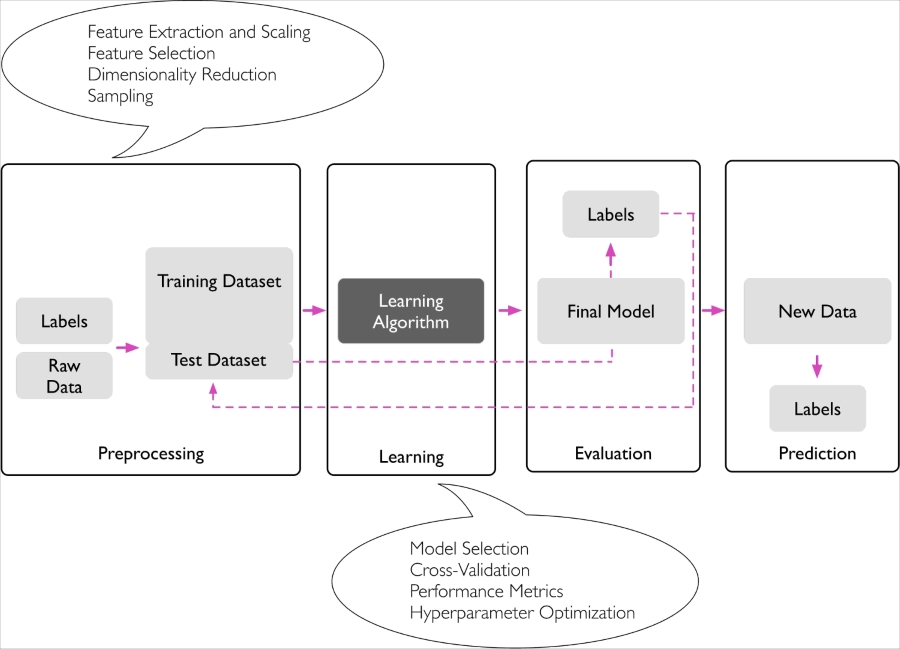 Feature Extraction and Scaling
Feature Selection
Dimensionality Reduction
Sampling
Labels
Raw
Data
Training Dataset
Test Dataset
Preprocessing
Learning
Algorithm
Learning
Labels
Final Model
Evaluation
New Data
Labels
Prediction
Model Selection
Cross-Validation
Performance Metrics
Hyperparameter Optimization